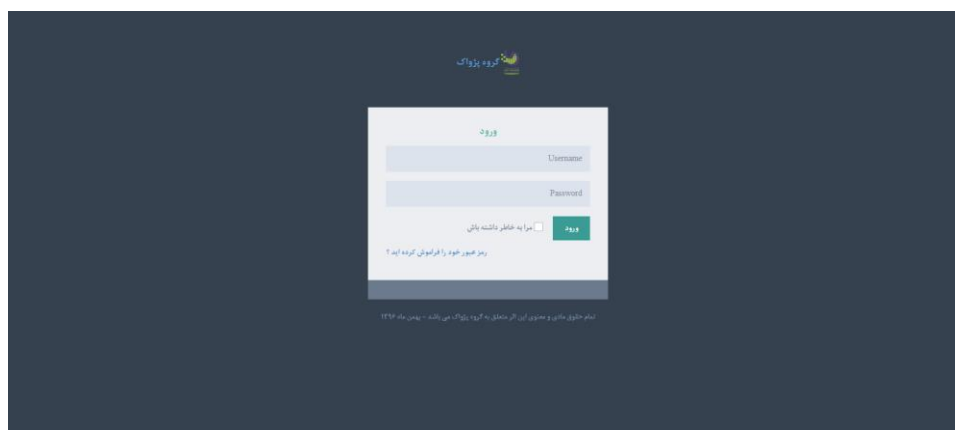 گروه پژواک
ورود
Username
Password
ورود
مرا به خاطر داشته باش
رمز عبور خود را فراموش کرده اید ؟
تمام حقوق مادی و معنوی این اثر متعلق به گروه پژواک می باشد - بهمن ماه ۱۳۹۶